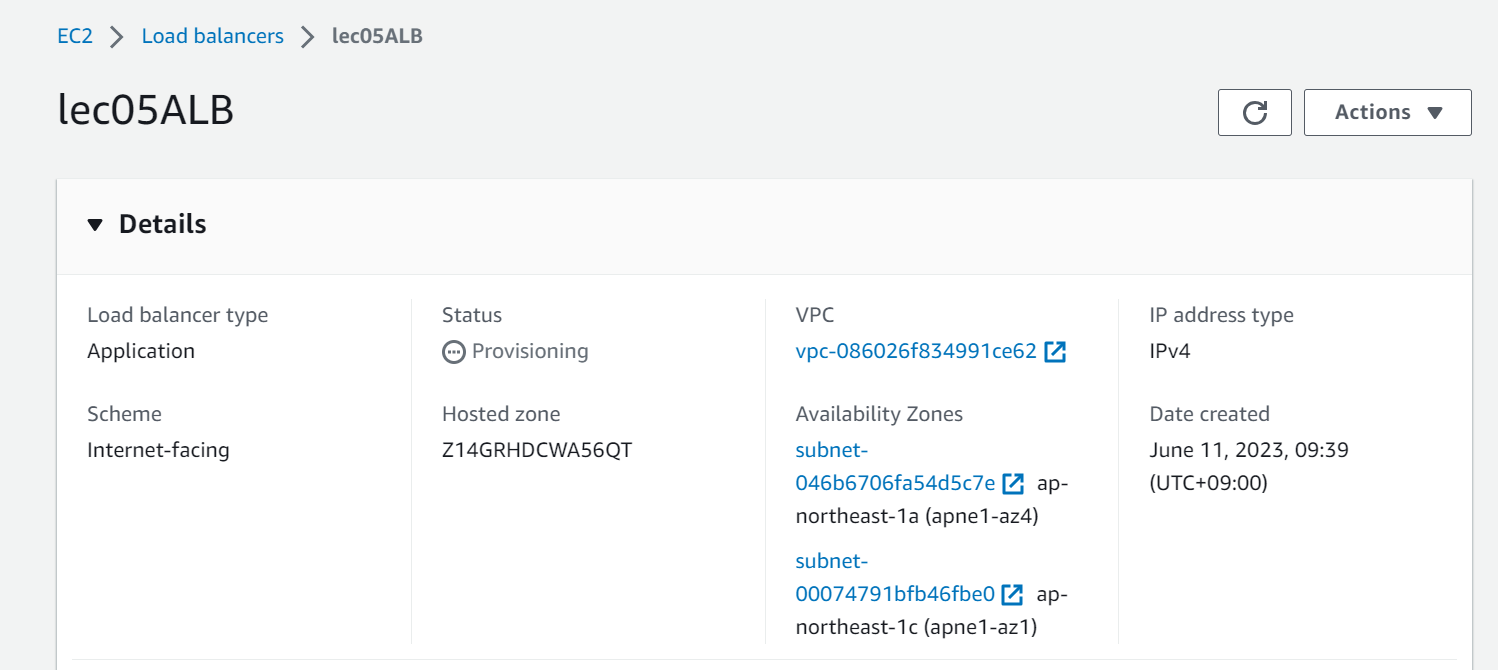 EC2 > Load balancers > lec05ALB
lec05ALB
Actions
Details
Load balancer type
Application
Scheme
Internet-facing
Status
Provisioning
Hosted zone
Z14GRHDCWA56QT
VPC
vpc-086026f834991ce62
Availability Zones
subnet-
046b6706fa54d5c7e ap-
northeast-1a (apne1-az4)
subnet-
00074791bfb46fbe0 ap-
northeast-1c (apne1-az1)
IP address type
IPv4
Date created
June 11, 2023, 09:39
(UTC+09:00)